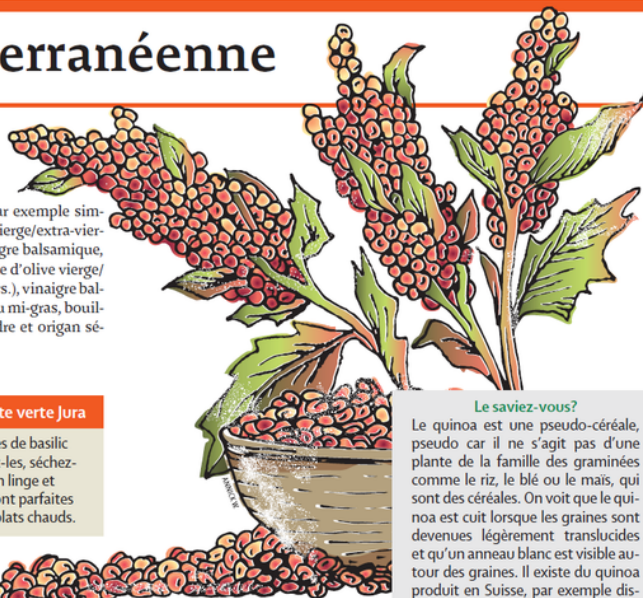 erranéenne
ar exemple sim-
ierge/extra-vier-
gre balsamique,
e d'olive vierge/
s.), vinaigre bal-
u mi-gras, bouil-
dre et origan sé-
te verte Jura
es de basilic
-les, séchez-
n linge et
nt parfaites
plats chauds.
ANNICK W.
Le saviez-vous?
Le quinoa est une pseudo-céréale,
pseudo car il ne s'agit pas d'une
plante de la famille des graminées
comme le riz, le blé ou le maïs, qui
sont des céréales. On voit que le qui-
noa est cuit lorsque les graines sont
devenues légèrement translucides
et qu'un anneau blanc est visible au-
tour des graines. Il existe du quinoa
produit en Suisse, par exemple dis-